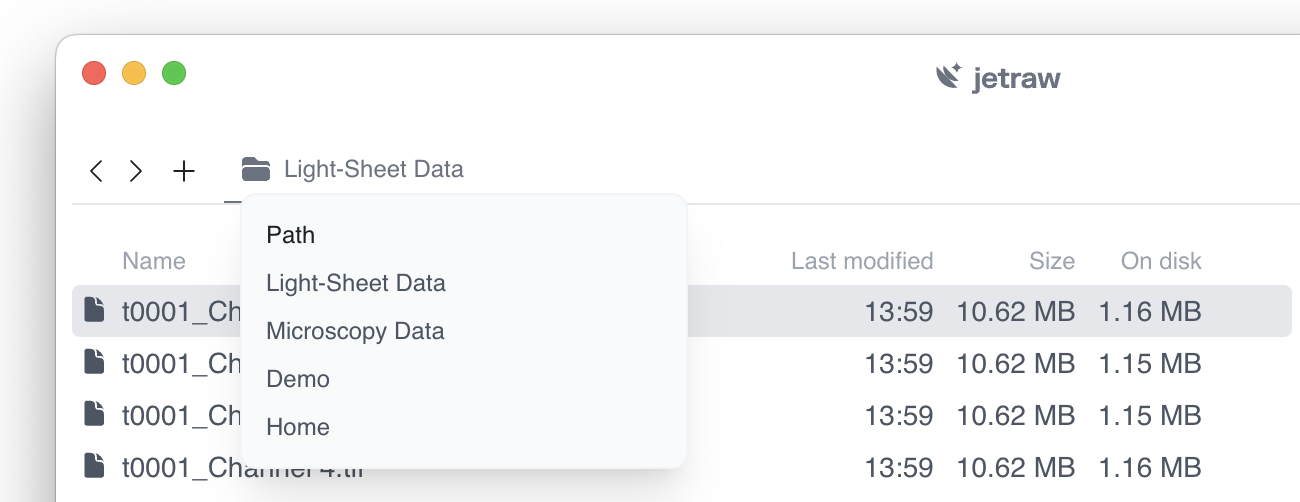 jetraw
Light-Sheet Data
Path
Light-Sheet Data
Microscopy Data
Demo
Home
Name Last modified Size On disk
t0001_Ch 13:59 10.62 MB 1.16 MB
t0001_Ch 13:59 10.62 MB 1.15 MB
t0001_Ch 13:59 10.62 MB 1.15 MB
t0001_Channel 4.tif 13:59 10.62 MB 1.16 MB